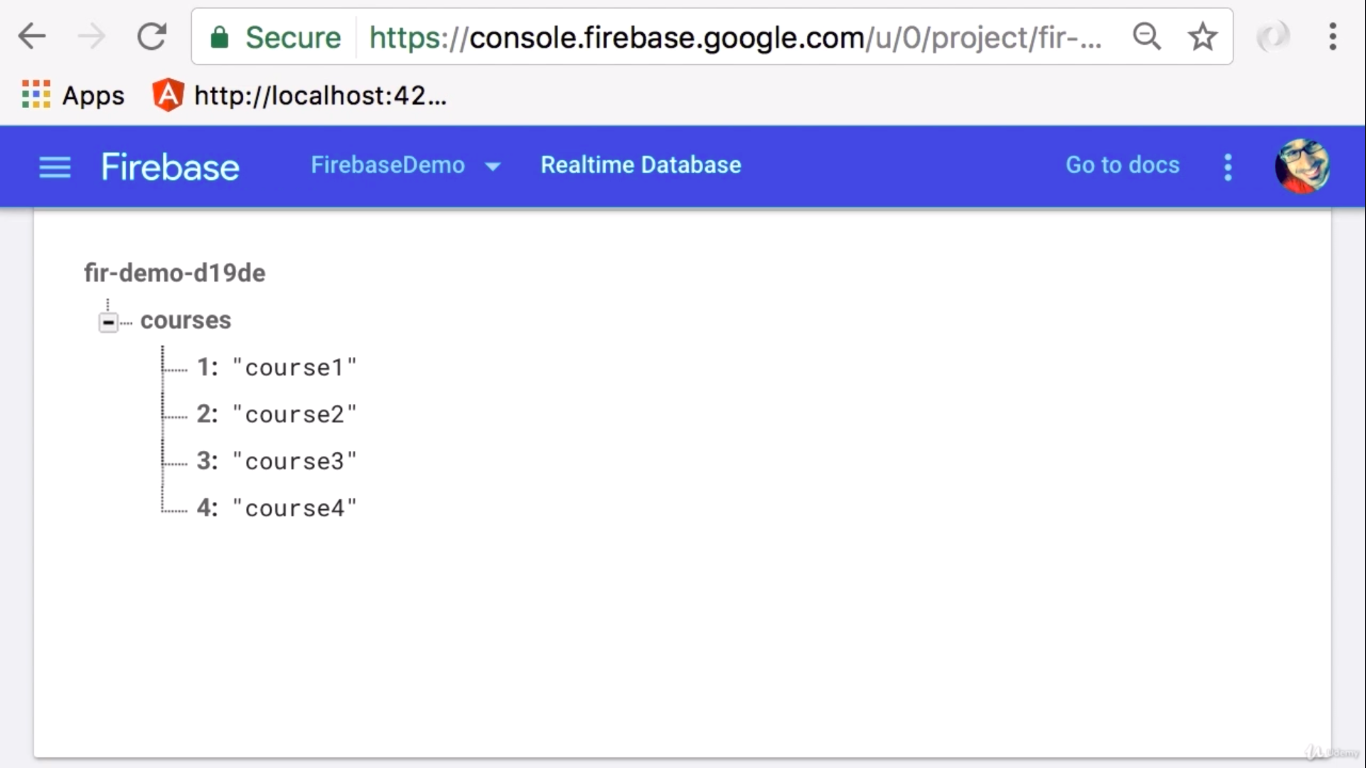 Secure https://console.firebase.google.com/u/0/project/fir-...
Apps http://localhost:42...
Firebase FirebaseDemo Realtime Database Go to docs
fir-demo-d19de
courses
1: "course1"
2: "course2"
3: "course3"
4: "course4"
Udemy